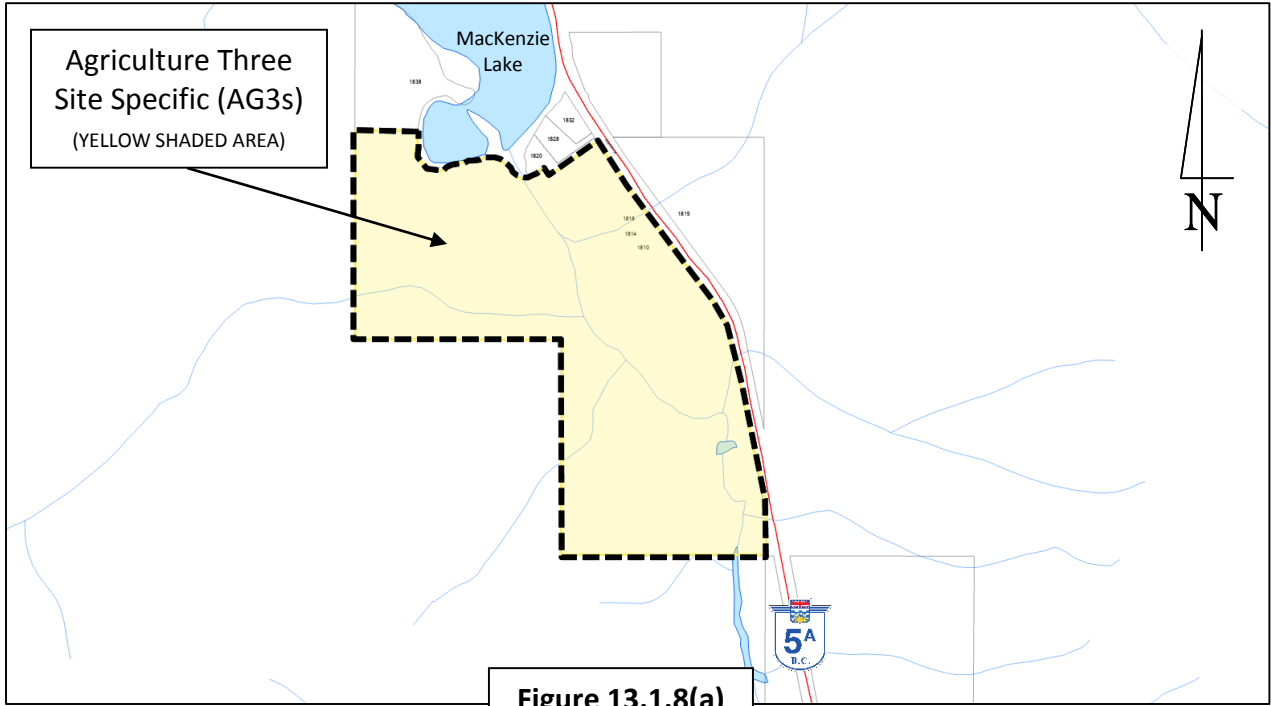 Agriculture Three
Site Specific (AG3s)
(YELLOW SHADED AREA)
MacKenzie
Lake
1838
1832
1828
1820
1815
1818
1814
1810
N
5A
B.C.
Figure 13.1.8(a)